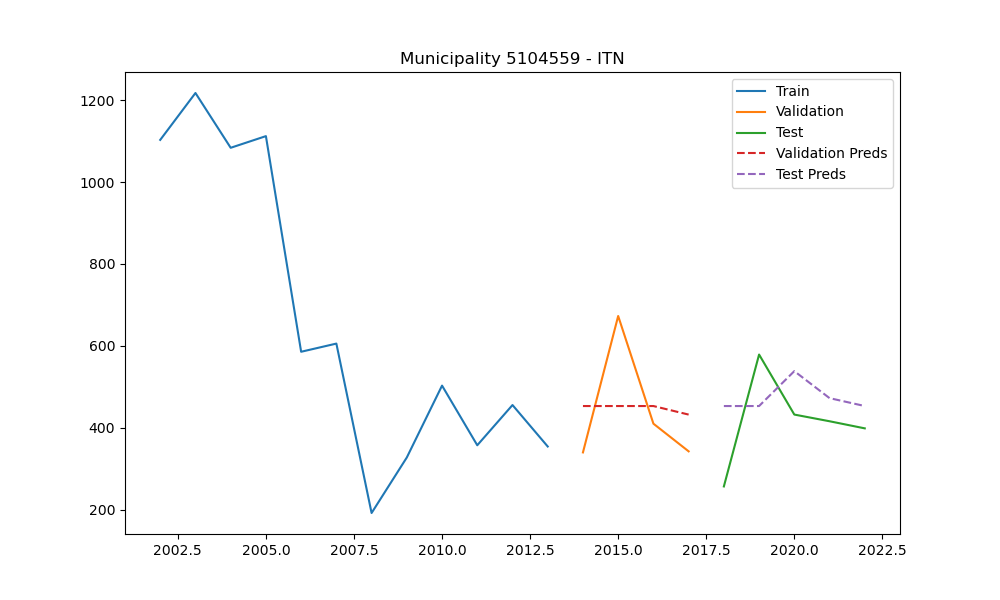 Municipality 5104559 - ITN
1200
1000
800
600
400
200
2002.5 2005.0 2007.5 2010.0 2012.5 2015.0 2017.5 2020.0 2022.5
Train
Validation
Test
Validation Preds
Test Preds